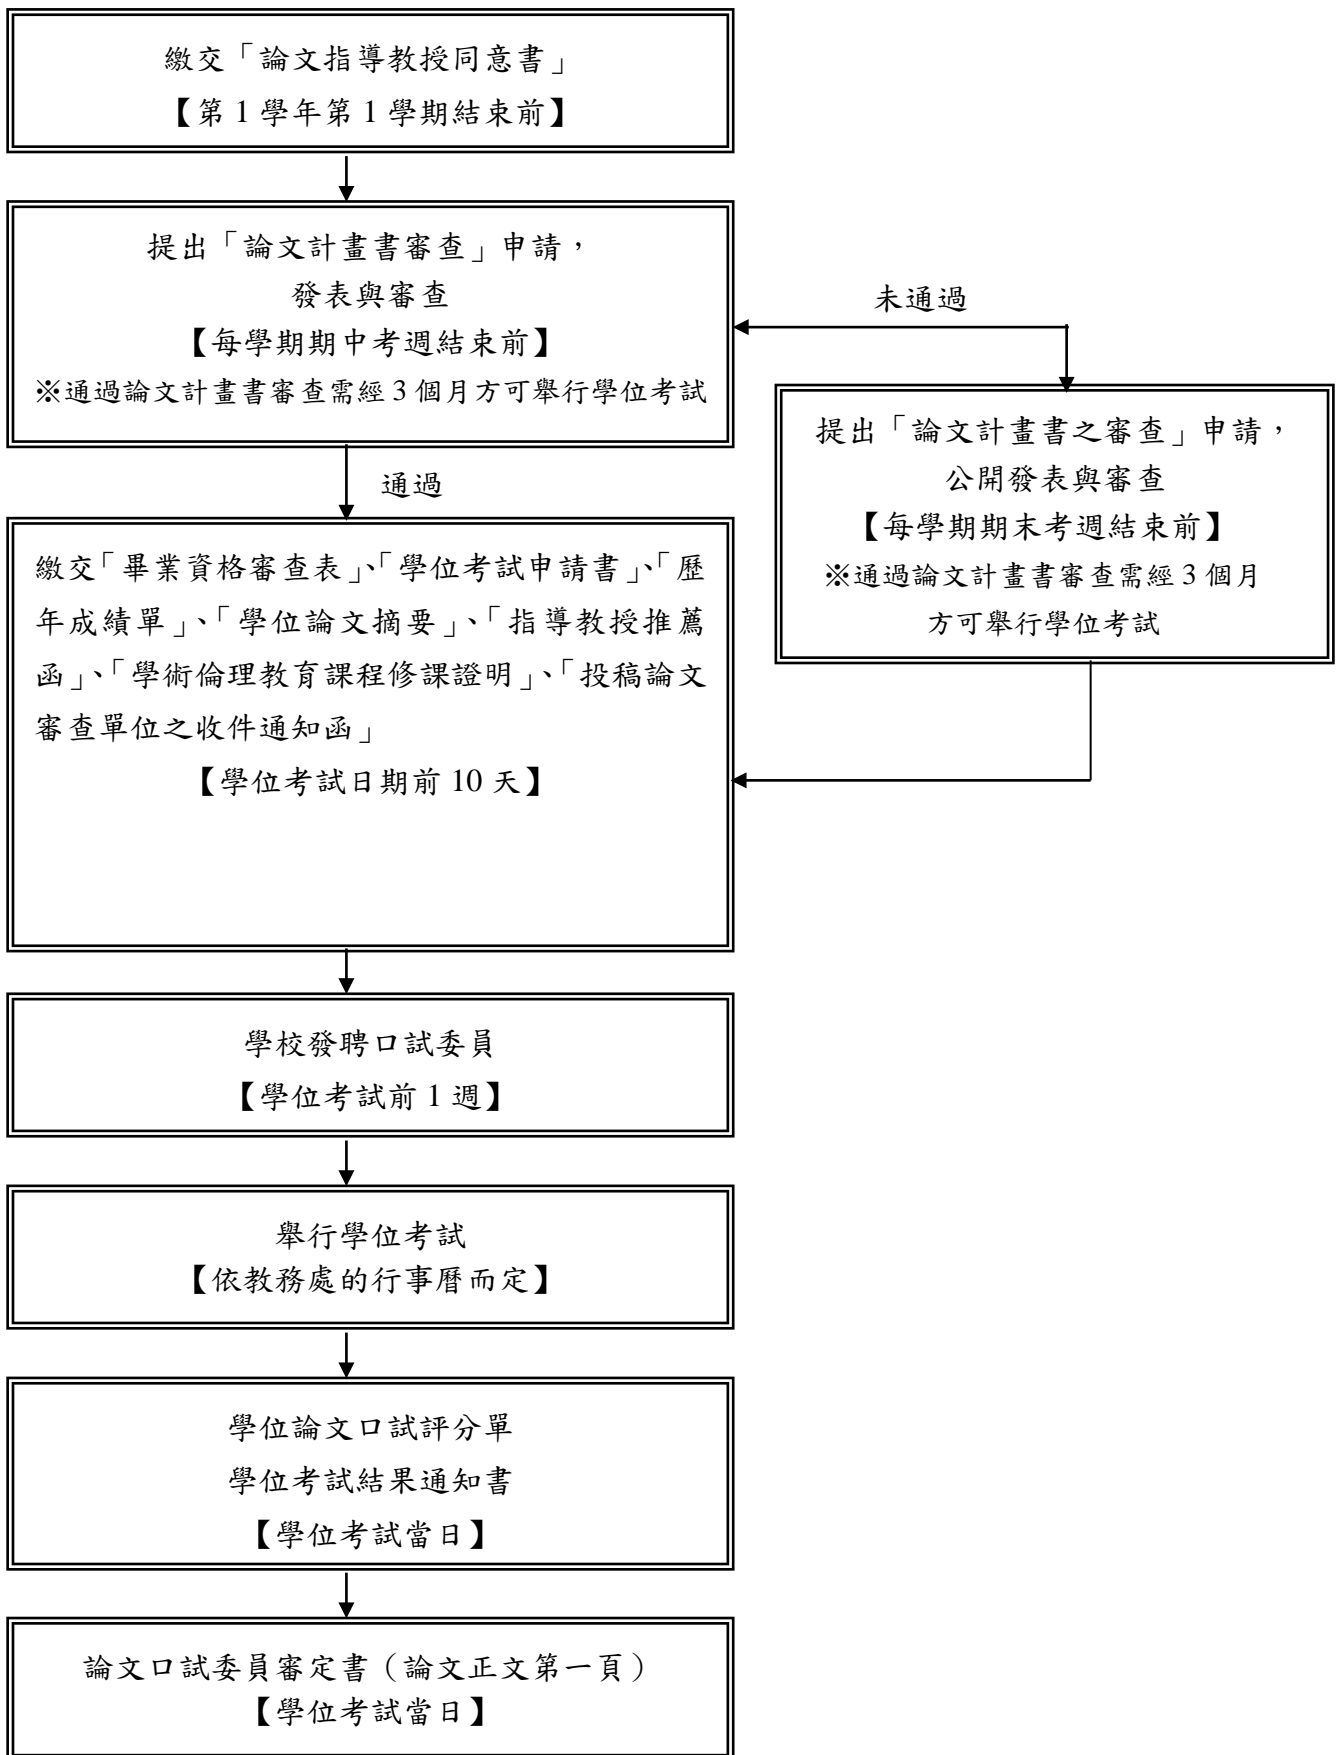 繳交「論文指導教授同意書」
【第1學年第1學期結束前】
提出「論文計畫書審查」申請，
發表與審查
【每學期期中考週結束前】
※通過論文計畫書審查需經3個月方可舉行學位考試
未通過
提出「論文計畫書之審查」申請，
公開發表與審查
【每學期期末考週結束前】
※通過論文計畫書審查需經3個月
方可舉行學位考試
通過
繳交「畢業資格審查表」、「學位考試申請書」、「歷
年成績單」、「學位論文摘要」、「指導教授推薦
函」、「學術倫理教育課程修課證明」、「投稿論文
審查單位之收件通知函」
【學位考試日期前10天】
學校發聘口試委員
【學位考試前1週】
舉行學位考試
【依教務處的行事曆而定】
學位論文口試評分單
學位考試結果通知書
【學位考試當日】
論文口試委員審定書（論文正文第一頁）
【學位考試當日】